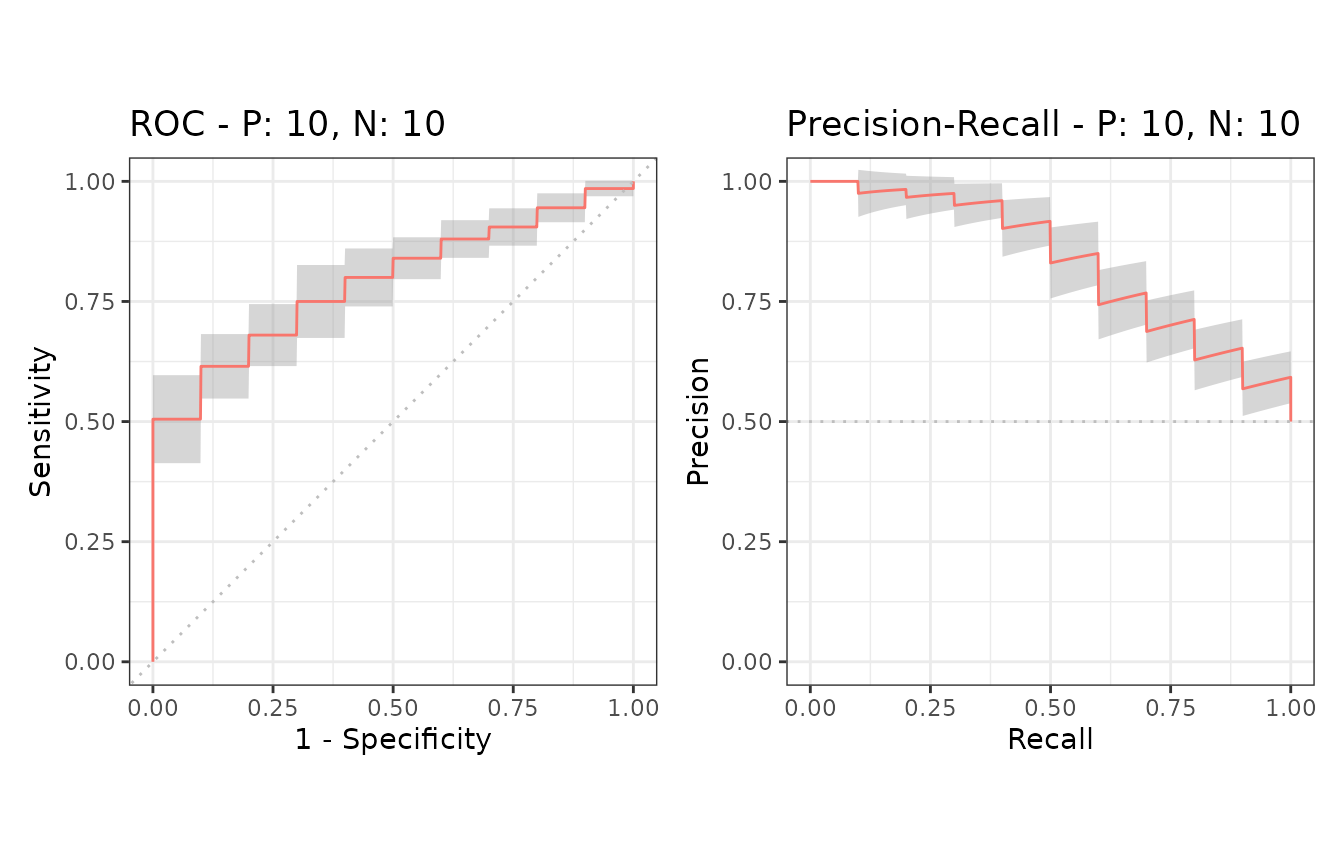 ROC - P: 10, N: 10
Sensitivity
1.00
0.75
0.50
0.25
0.00
0.00 0.25 0.50 0.75 1.00
1 - Specificity
Precision-Recall - P: 10, N: 10
Precision
1.00
0.75
0.50
0.25
0.00
0.00 0.25 0.50 0.75 1.00
Recall